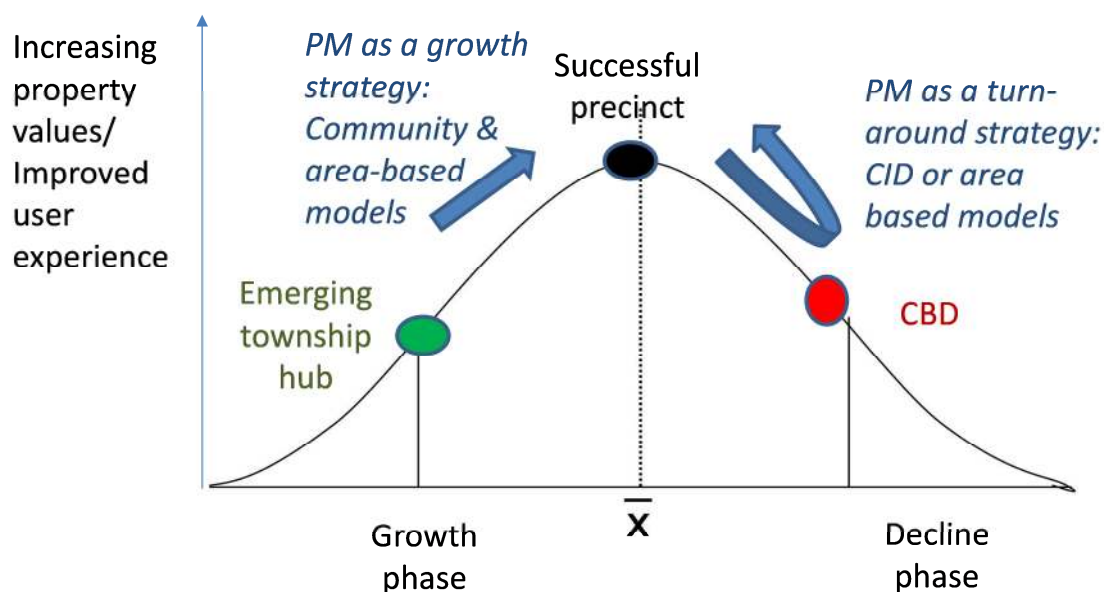 Increasing
property
values/
Improved
user
experience
PM as a growth
strategy:
Community &
area-based
models
Successful
precinct
PM as a turn-
around strategy:
CID or area
based models
Emerging
township
hub
CBD
x̅
Growth
phase
Decline
phase